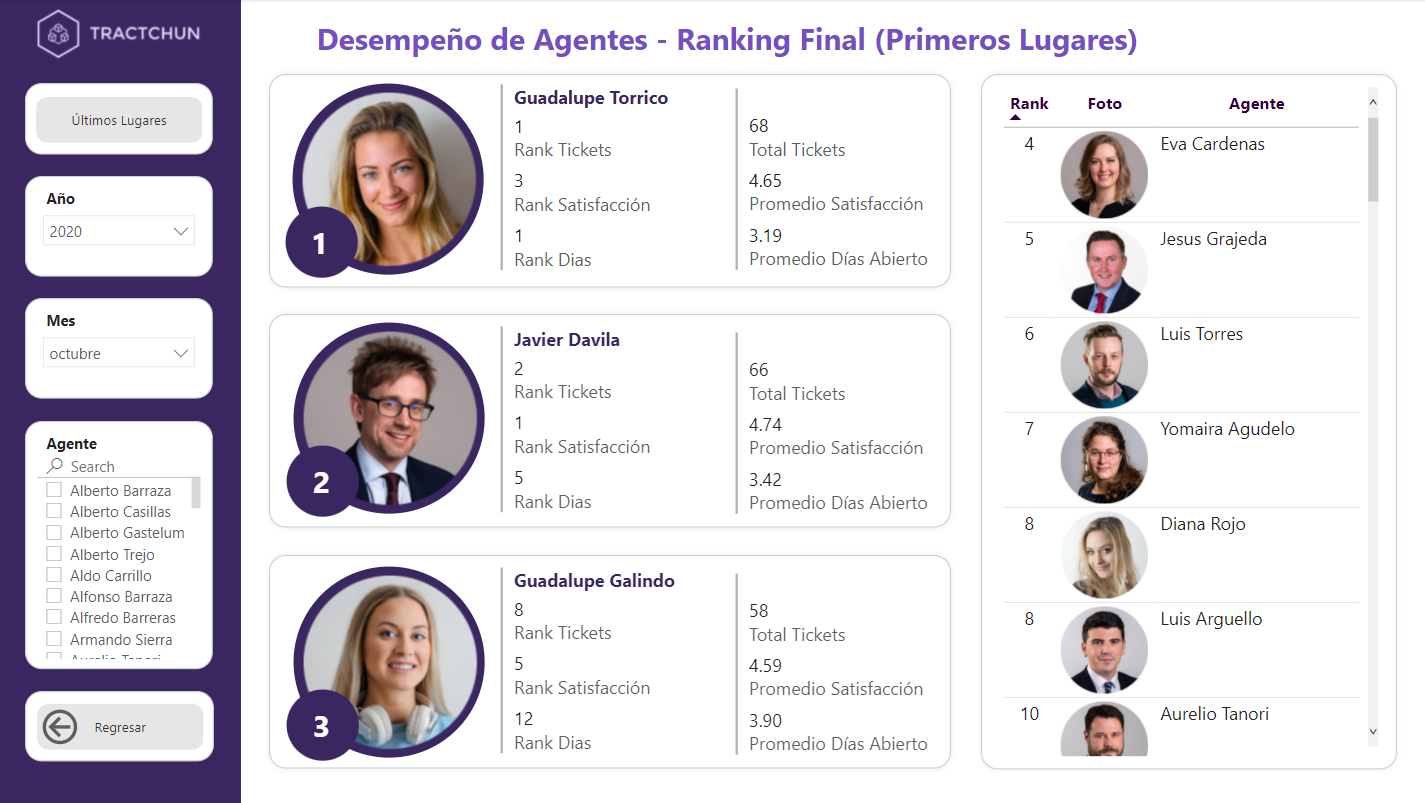 TRACTCHUN
Últimos Lugares
Año
2020
Mes
octubre
Agente
Search
Alberto Barraza
Alberto Casillas
Alberto Gastelum
Alberto Trejo
Aldo Carrillo
Alfonso Barraza
Alfredo Barreras
Armando Sierra
Aurelio Tanori
Regresar
Desempeño de Agentes - Ranking Final (Primeros Lugares)
1
Guadalupe Torrico
1
Rank Tickets
3
Rank Satisfacción
1
Rank Dias
68
Total Tickets
4.65
Promedio Satisfacción
3.19
Promedio Días Abierto
2
Javier Davila
2
Rank Tickets
1
Rank Satisfacción
5
Rank Dias
66
Total Tickets
4.74
Promedio Satisfacción
3.42
Promedio Días Abierto
3
Guadalupe Galindo
8
Rank Tickets
5
Rank Satisfacción
12
Rank Dias
58
Total Tickets
4.59
Promedio Satisfacción
3.90
Promedio Días Abierto
Rank Foto Agente
4 Eva Cardenas
5 Jesus Grajeda
6 Luis Torres
7 Yomaira Agudelo
8 Diana Rojo
8 Luis Arguello
10 Aurelio Tanori